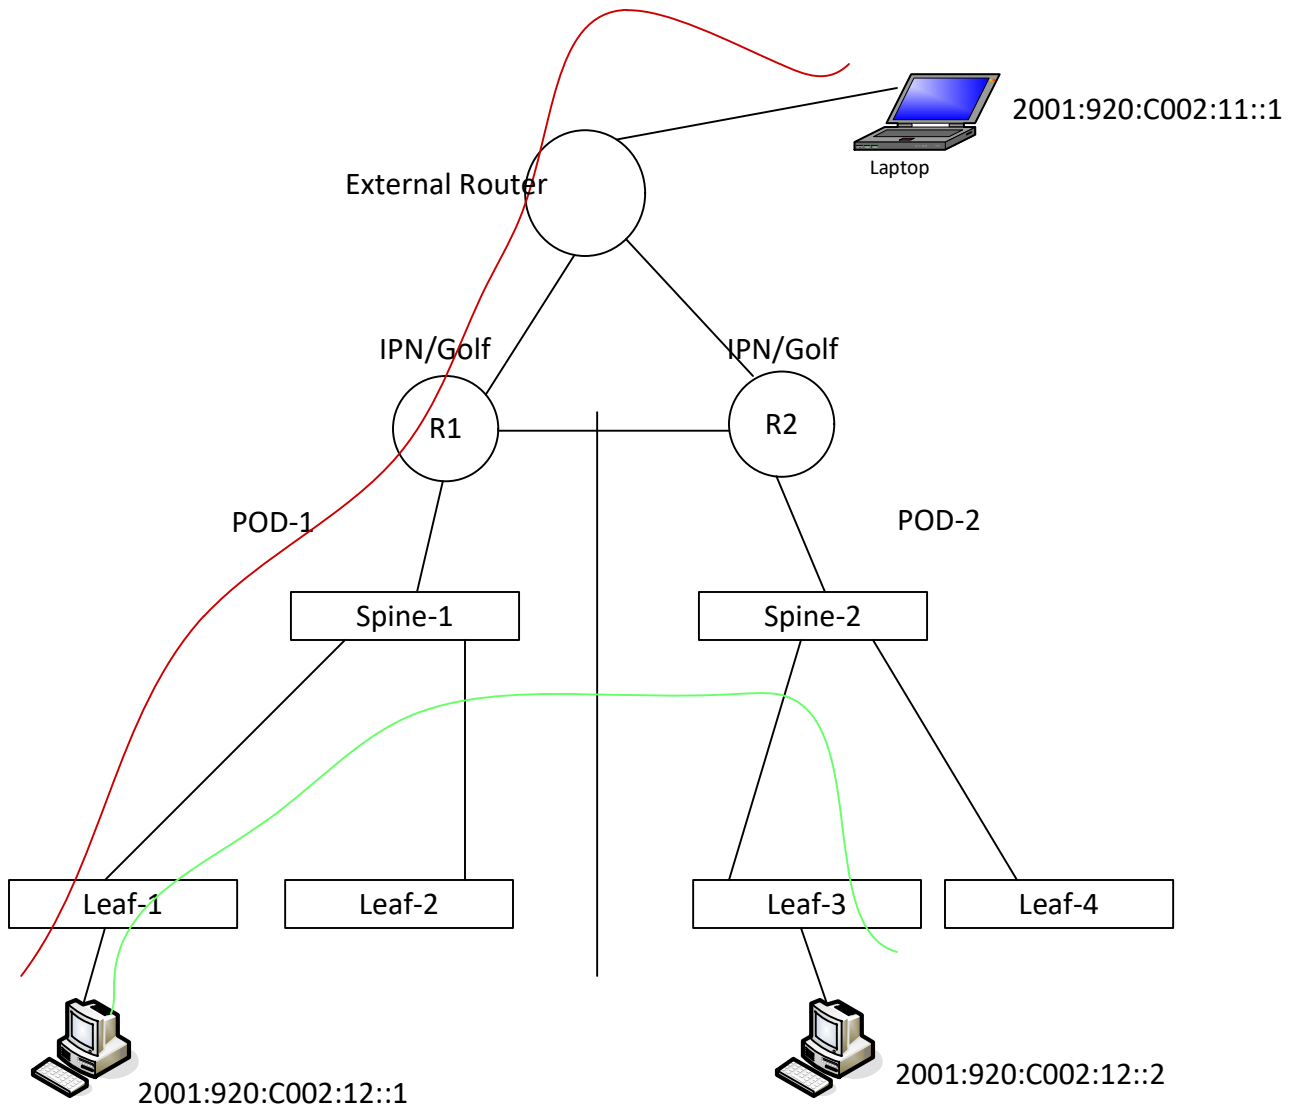 2001:920:C002:11::1
Laptop
External Router
IPN/Golf
IPN/Golf
R1
R2
POD-1
POD-2
Spine-1
Spine-2
Leaf-1
Leaf-2
Leaf-3
Leaf-4
2001:920:C002:12::1
2001:920:C002:12::2